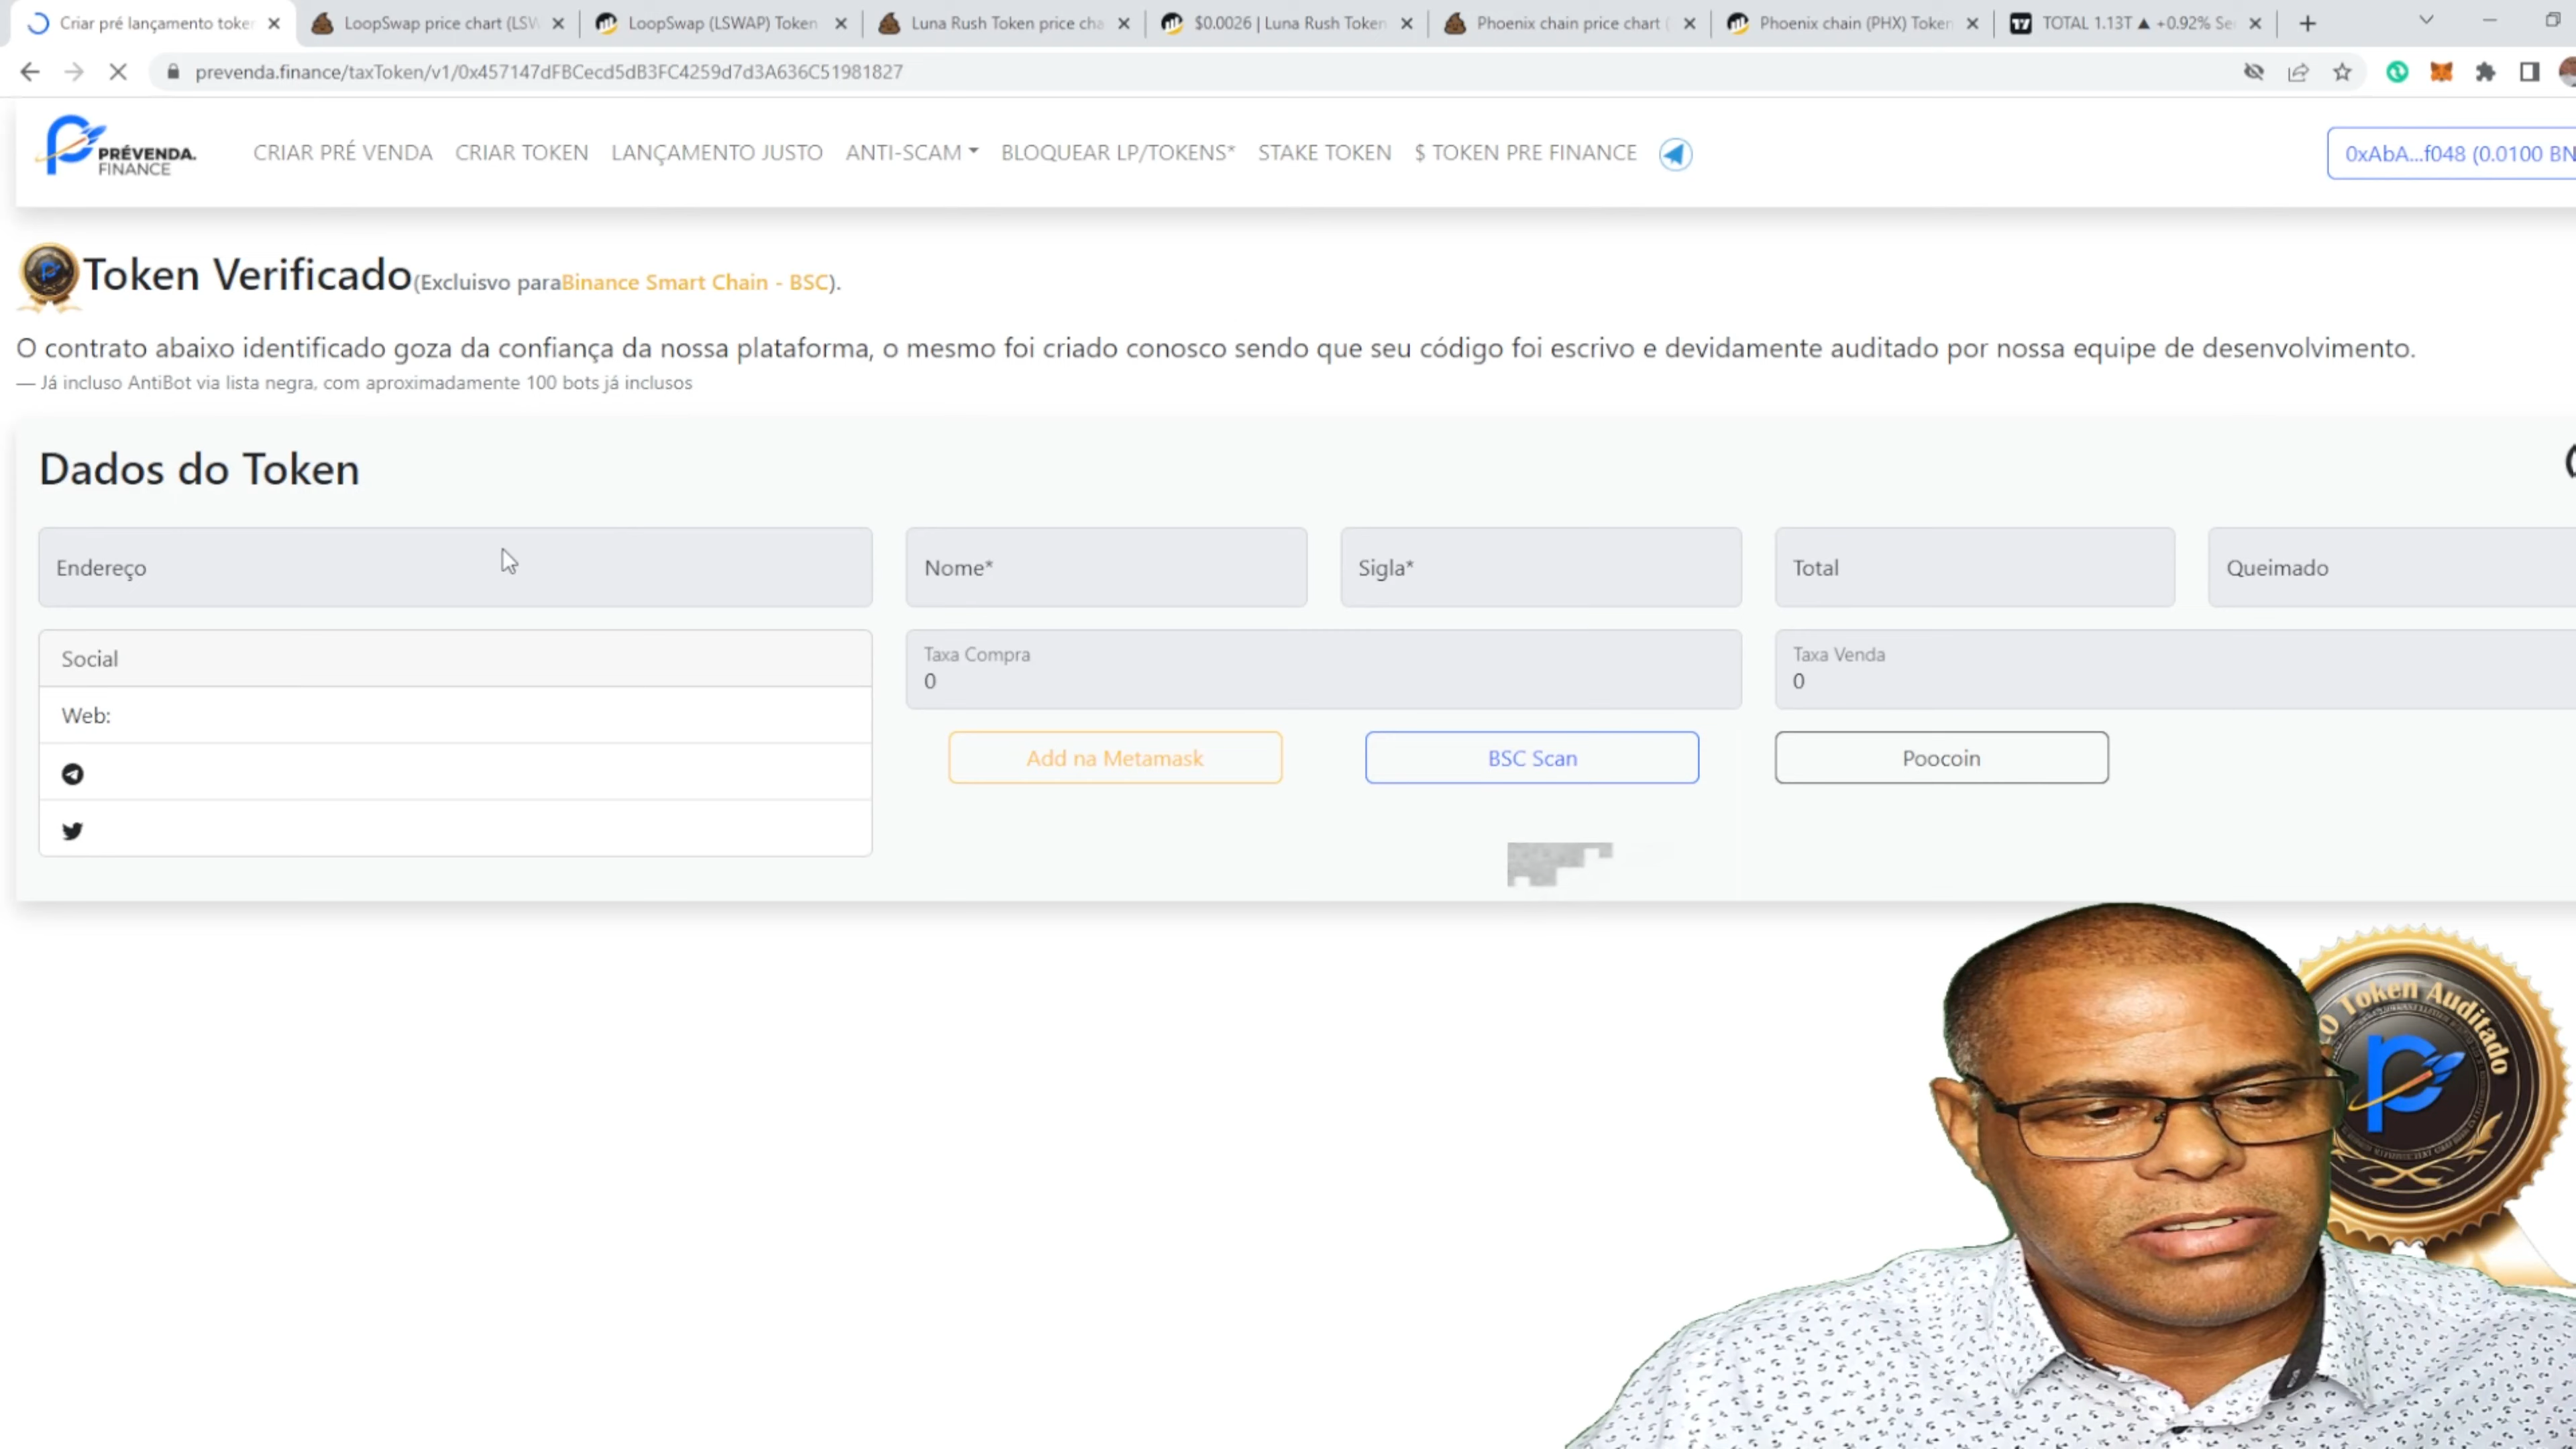 Criar pré lançamento toker
LoopSwap price chart (LSW
LoopSwap (LSWAP) Token
Luna Rush Token price cha
$0.0026 | Luna Rush Token
Phoenix chain price chart (
Phoenix chain (PHX) Token
TOTAL 1.13T ▲ +0.92% Se
prevenda.finance/taxToken/v1/0x457147dFBCecd5dB3FC4259d7d3A636C51981827
PRÉVENDA.
FINANCE
CRIAR PRÉ VENDA
CRIAR TOKEN
LANÇAMENTO JUSTO
ANTI-SCAM
BLOQUEAR LP/TOKENS*
STAKE TOKEN
$ TOKEN PRE FINANCE
0xAbA...f048 (0.0100 BN
Token Verificado(Excluisvo paraBinance Smart Chain - BSC).
O contrato abaixo identificado goza da confiança da nossa plataforma, o mesmo foi criado conosco sendo que seu código foi escrivo e devidamente auditado por nossa equipe de desenvolvimento.
— Já incluso AntiBot via lista negra, com aproximadamente 100 bots já inclusos
Dados do Token
Endereço
Nome*
Sigla*
Total
Queimado
Social
Web:
Taxa Compra
0
Taxa Venda
0
Add na Metamask
BSC Scan
Poocoin
O Token Auditado